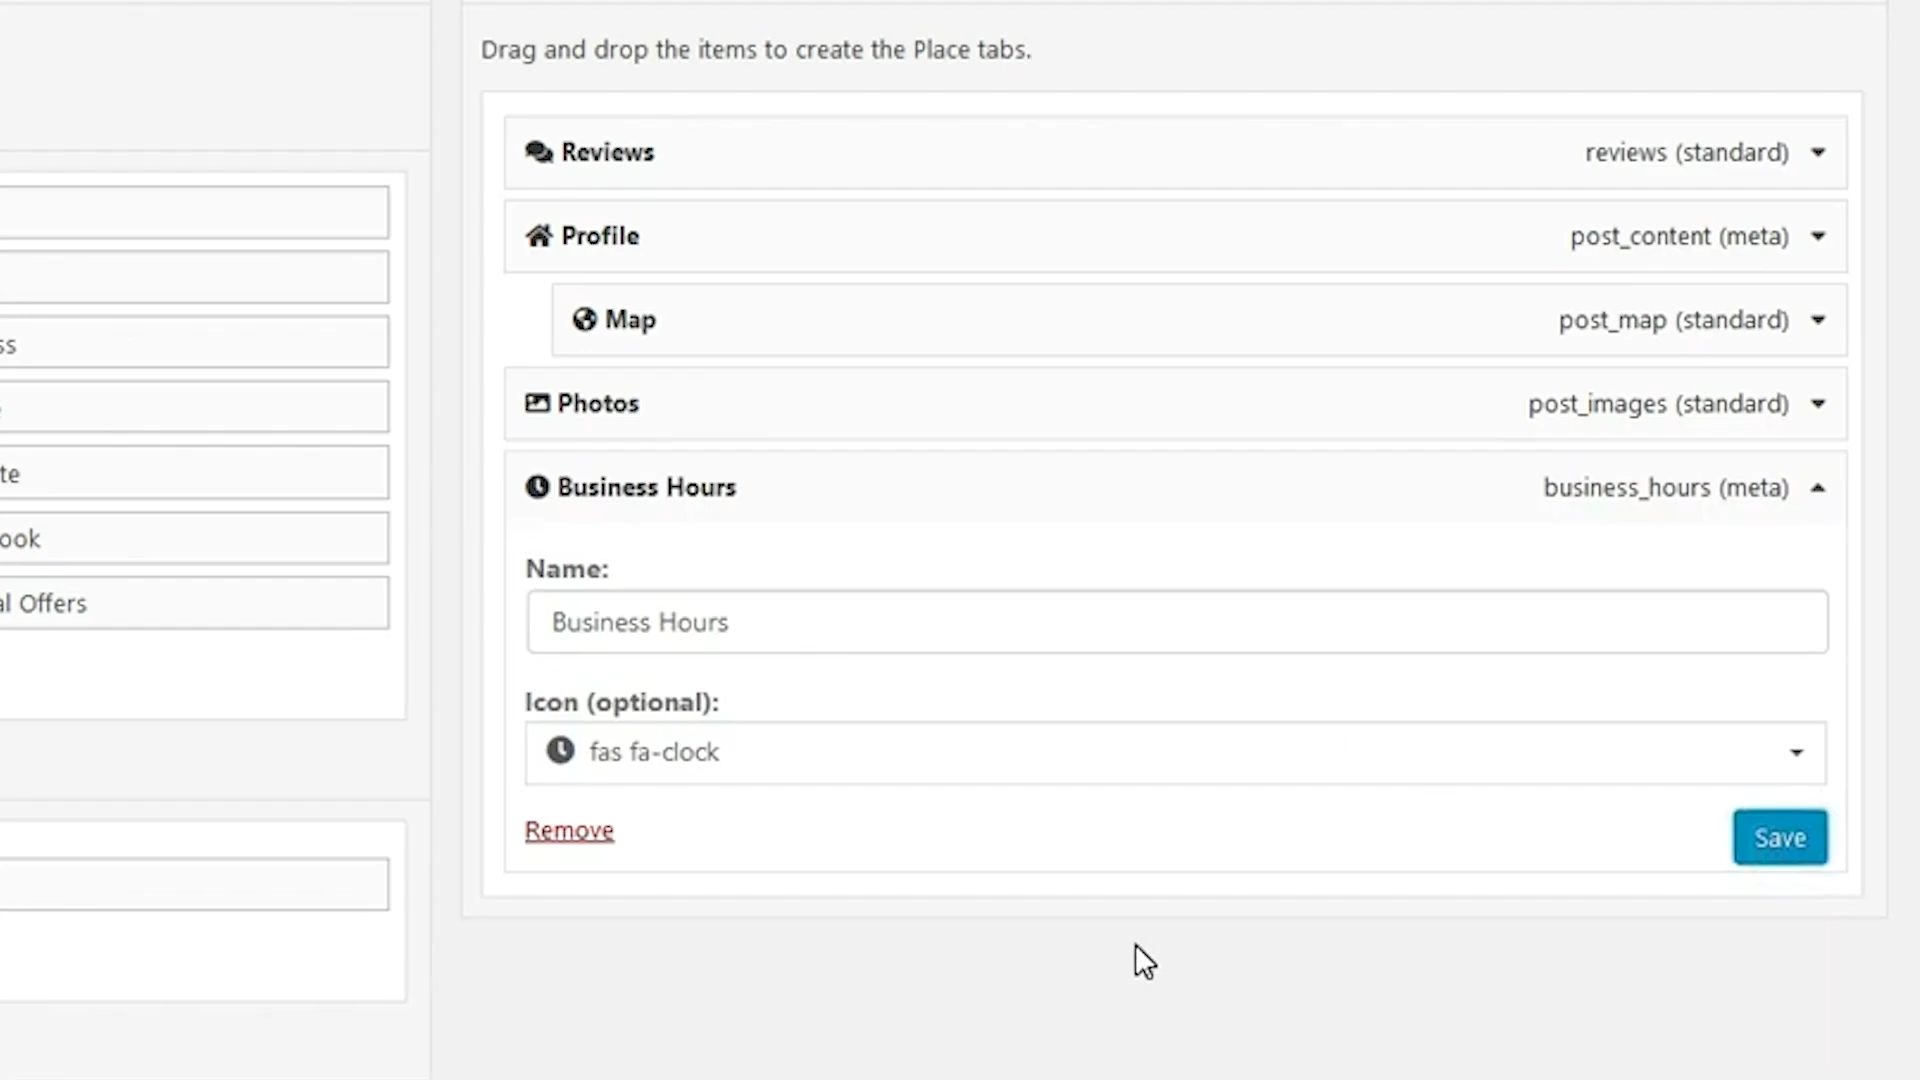 Drag and drop the items to create the Place tabs.
Reviews reviews (standard)
Profile post_content (meta)
Map post_map (standard)
Photos post_images (standard)
Business Hours business_hours (meta)
Name:
Business Hours
Icon (optional):
fas fa-clock
Remove
Save
ss
te
ook
al Offers